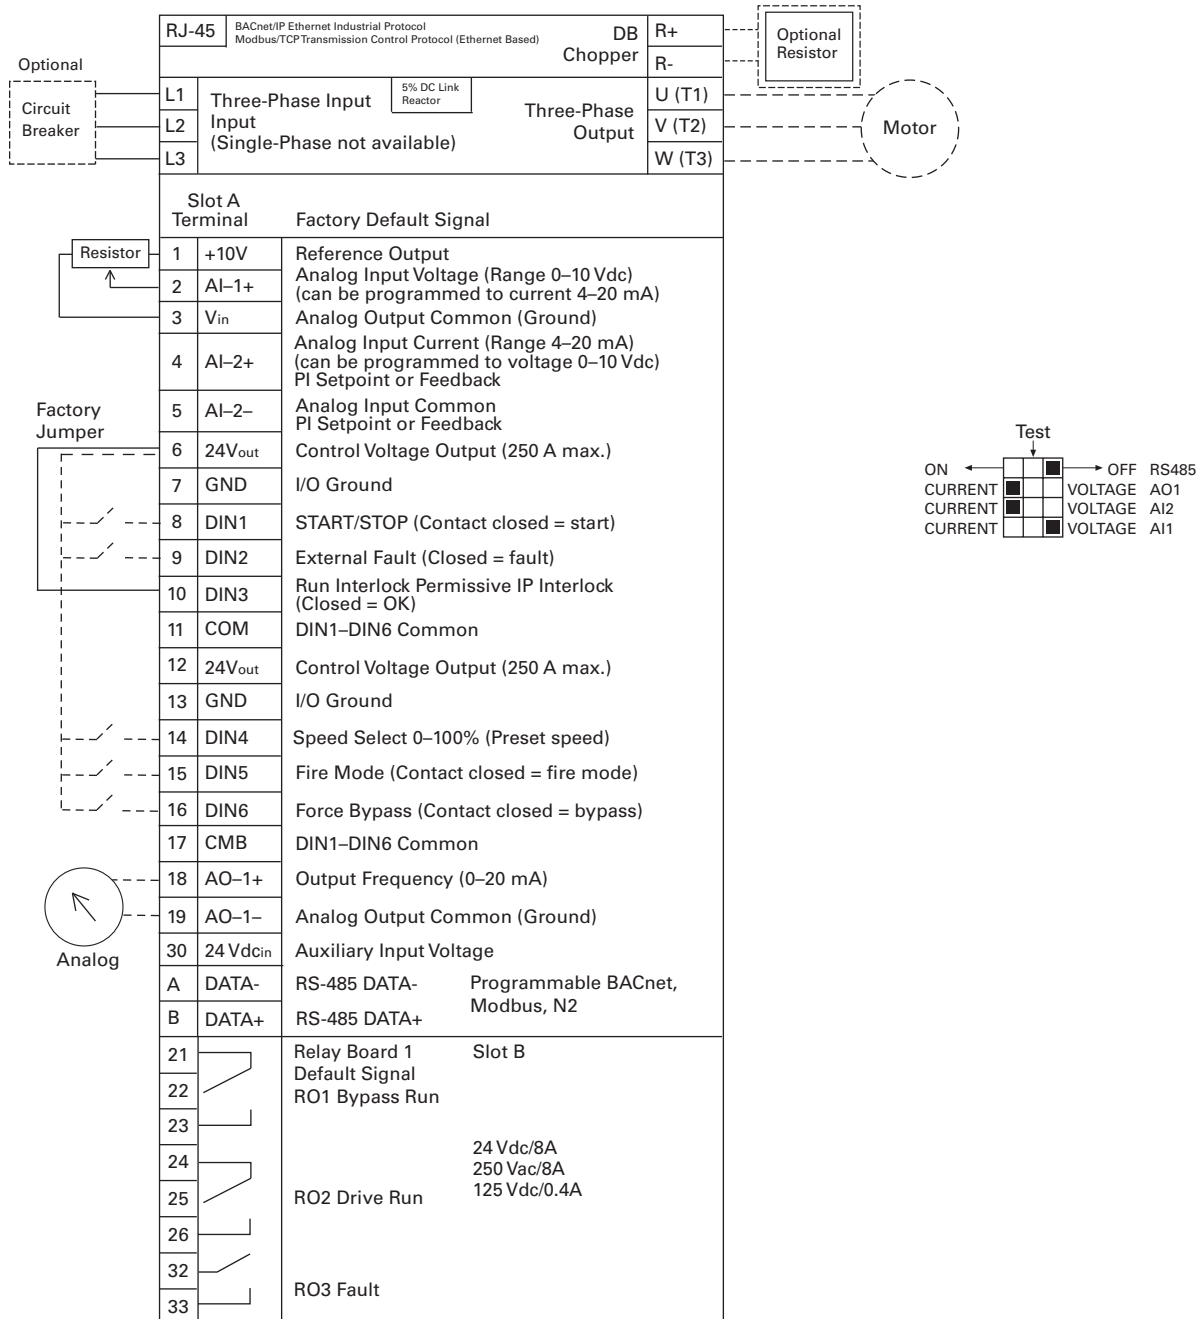 RJ-45 BACnet/IP Ethernet Industrial Protocol
Modbus/TCP Transmission Control Protocol (Ethernet Based)
DB
Chopper
R+
R-
Optional
Resistor
Optional
Circuit
Breaker
L1
L2
L3
Three-Phase Input
Input
(Single-Phase not available)
5% DC Link
Reactor
Three-Phase
Output
U (T1)
V (T2)
W (T3)
Motor
Slot A
Terminal Factory Default Signal
Resistor
1 +10V Reference Output
2 AI–1+ Analog Input Voltage (Range 0–10 Vdc)
(can be programmed to current 4–20 mA)
3 Vin Analog Output Common (Ground)
4 AI–2+ Analog Input Current (Range 4–20 mA)
(can be programmed to voltage 0–10 Vdc)
PI Setpoint or Feedback
5 AI–2– Analog Input Common
PI Setpoint or Feedback
Factory
Jumper
6 24Vout Control Voltage Output (250 A max.)
7 GND I/O Ground
8 DIN1 START/STOP (Contact closed = start)
9 DIN2 External Fault (Closed = fault)
10 DIN3 Run Interlock Permissive IP Interlock
(Closed = OK)
11 COM DIN1–DIN6 Common
12 24Vout Control Voltage Output (250 A max.)
13 GND I/O Ground
14 DIN4 Speed Select 0–100% (Preset speed)
15 DIN5 Fire Mode (Contact closed = fire mode)
16 DIN6 Force Bypass (Contact closed = bypass)
17 CMB DIN1–DIN6 Common
18 AO–1+ Output Frequency (0–20 mA)
19 AO–1– Analog Output Common (Ground)
Analog
30 24 Vdcin Auxiliary Input Voltage
A DATA- RS-485 DATA- Programmable BACnet,
Modbus, N2
B DATA+ RS-485 DATA+
21
22
23
Relay Board 1 Slot B
Default Signal
RO1 Bypass Run
24
25
26
24 Vdc/8A
250 Vac/8A
125 Vdc/0.4A
RO2 Drive Run
32
33
RO3 Fault
Test
ON OFF RS485
CURRENT VOLTAGE AO1
CURRENT VOLTAGE AI2
CURRENT VOLTAGE AI1